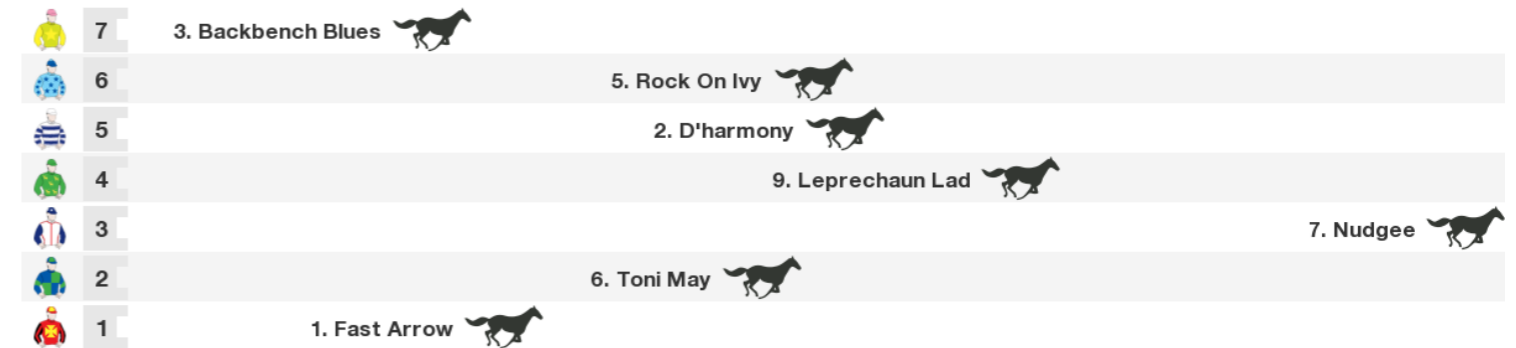 7 3. Backbench Blues
6 5. Rock On Ivy
5 2. D'harmony
4 9. Leprechaun Lad
3 7. Nudgee
2 6. Toni May
1 1. Fast Arrow